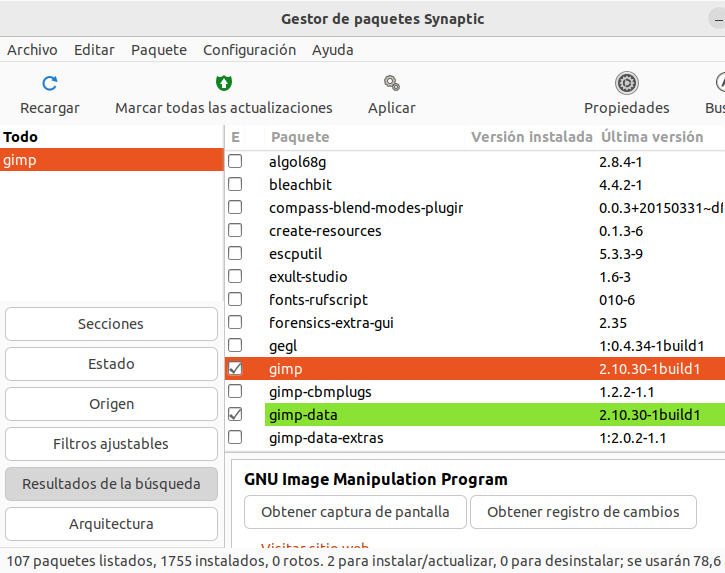 Gestor de paquetes Synaptic
Archivo Editar Paquete Configuración Ayuda
Recargar Marcar todas las actualizaciones Aplicar Propiedades
Todo
gimp
Secciones
Estado
Origen
Filtros ajustables
Resultados de la búsqueda
Arquitectura
E Paquete Versión instalada Última versión
algol68g 2.8.4-1
bleachbit 4.4.2-1
compass-blend-modes-plugin 0.0.3+20150331~df
create-resources 0.1.3-6
escputil 5.3.3-9
exult-studio 1.6-3
fonts-rufscript 010-6
forensics-extra-gui 2.35
gegl 1:0.4.34-1build1
gimp 2.10.30-1build1
gimp-cbmplugs 1.2.2-1.1
gimp-data 2.10.30-1build1
gimp-data-extras 1:2.0.2-1.1
GNU Image Manipulation Program
Obtener captura de pantalla Obtener registro de cambios
Visitar sitio web
107 paquetes listados, 1755 instalados, 0 rotos. 2 para instalar/actualizar, 0 para desinstalar; se usarán 78,6